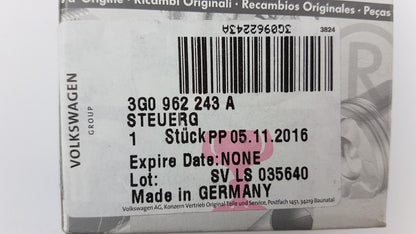 Origine · Ricambi Originali · Recambios Originales · Peças
3G0962243A
3824
VOLKSWAGEN
GROUP
3G0 962 243 A
STEUERG
1 Stück PP 05.11.2016
Expire Date: NONE
Lot: SV LS 035640
Made in GERMANY
Volkswagen AG, Konzern Vertrieb Original Teile und Service, Postfach 1451, 34219 Baunatal
®